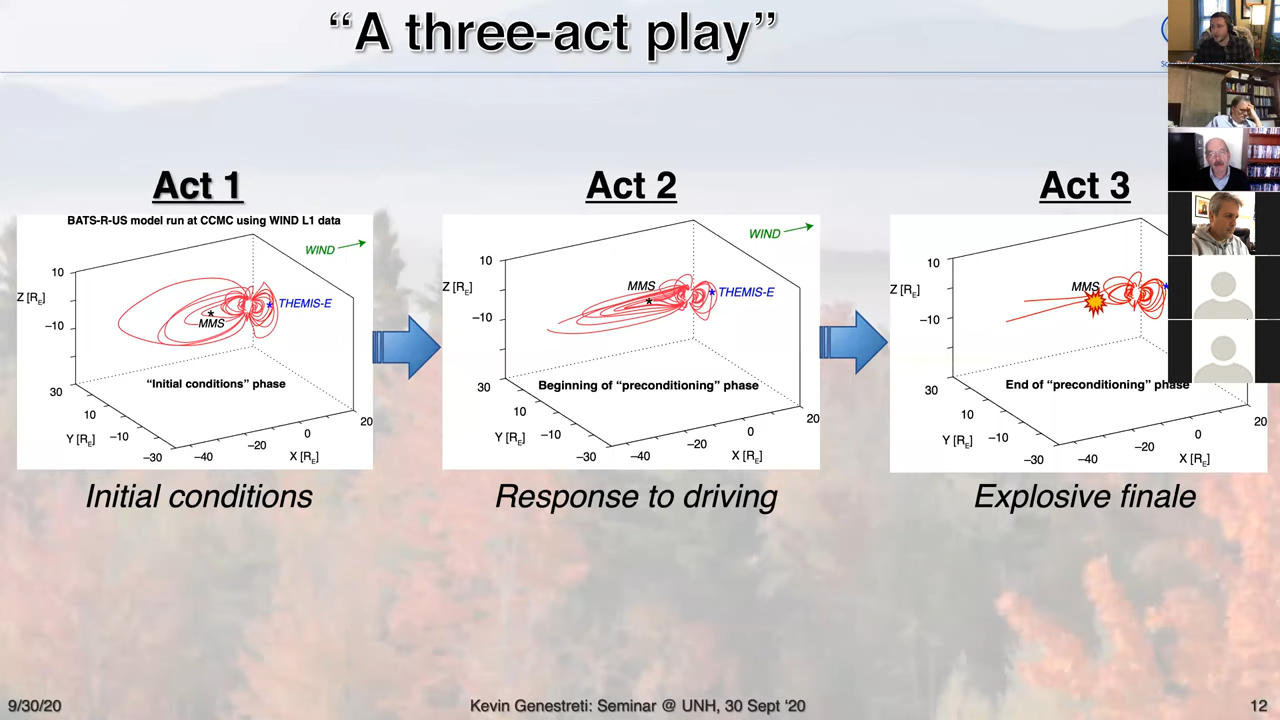 “A three-act play”
Act 1
BATS-R-US model run at CCMC using WIND L1 data
WIND
10
Z [RE]
−10
THEMIS-E
MMS
30
“Initial conditions” phase
10
Y [RE]
−10
−30
−40
−20
0
20
X [RE]
Initial conditions
Act 2
WIND
10
Z [RE]
−10
MMS
THEMIS-E
30
Beginning of “preconditioning” phase
10
Y [RE]
−10
−30
−40
−20
0
20
X [RE]
Response to driving
Act 3
10
Z [RE]
−10
MMS
30
End of “preconditioning” phase
10
Y [RE]
−10
−30
−40
−20
0
20
X [RE]
Explosive finale
9/30/20
Kevin Genestreti: Seminar @ UNH, 30 Sept ‘20
12